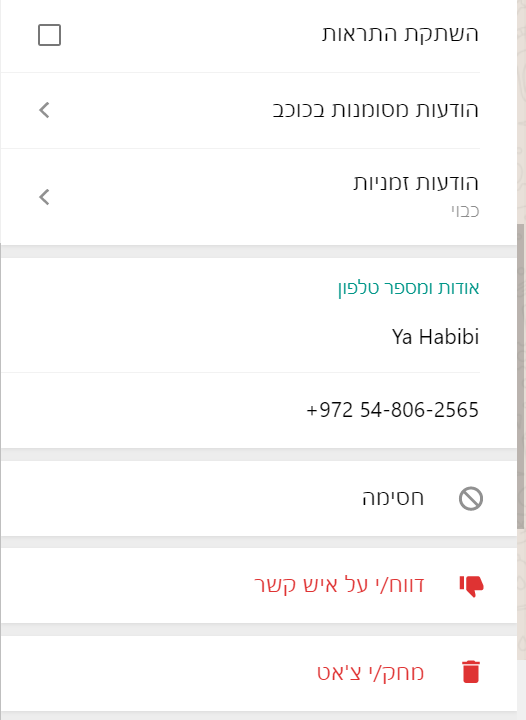 השתקת התראות
הודעות מסומנות בכוכב
הודעות זמניות
כבוי
אודות ומספר טלפון
Ya Habibi
+972 54-806-2565
חסימה
דווח/י על איש קשר
מחק/י צ'אט